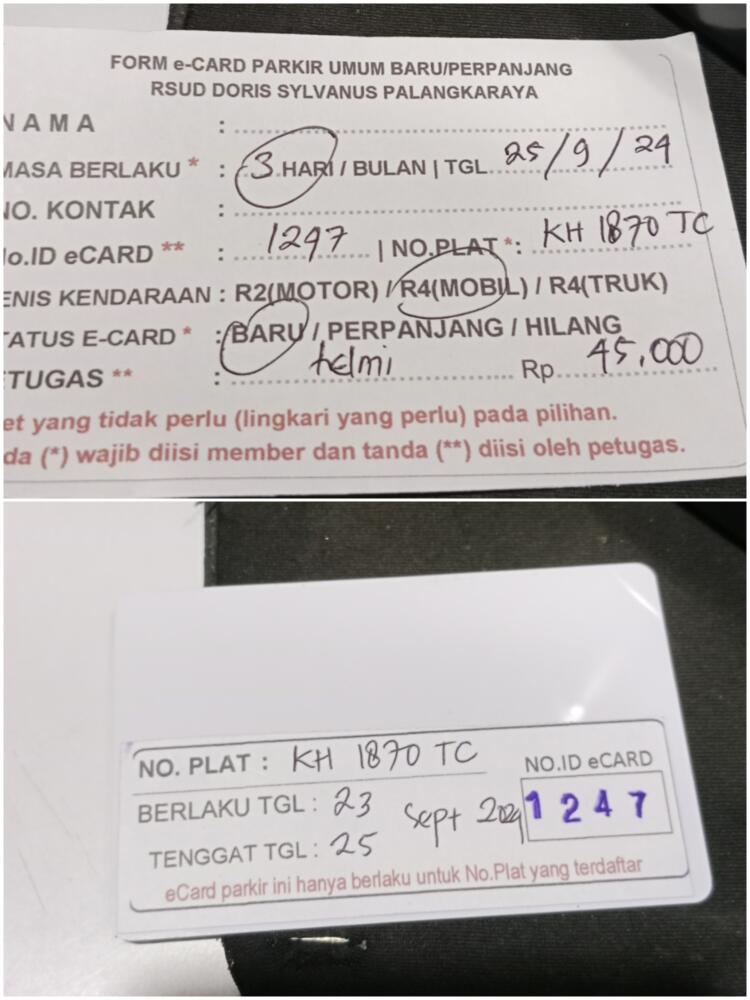 FORM e-CARD PARKIR UMUM BARU/PERPANJANG
RSUD DORIS SYLVANUS PALANGKARAYA
NAMA :
MASA BERLAKU * : 3 HARI / BULAN | TGL 25/9/24
NO. KONTAK :
No.ID eCARD ** : 1247 | NO.PLAT *: KH 1870 TC
ENIS KENDARAAN : R2(MOTOR) / R4(MOBIL) / R4(TRUK)
TATUS E-CARD * : BARU / PERPANJANG / HILANG
TUGAS ** : helmi Rp 45,000
et yang tidak perlu (lingkari yang perlu) pada pilihan.
da (*) wajib diisi member dan tanda (**) diisi oleh petugas.
NO. PLAT : KH 1870 TC
NO.ID eCARD
BERLAKU TGL : 23 Sept 2024
1247
TENGGAT TGL : 25
eCard parkir ini hanya berlaku untuk No.Plat yang terdaftar